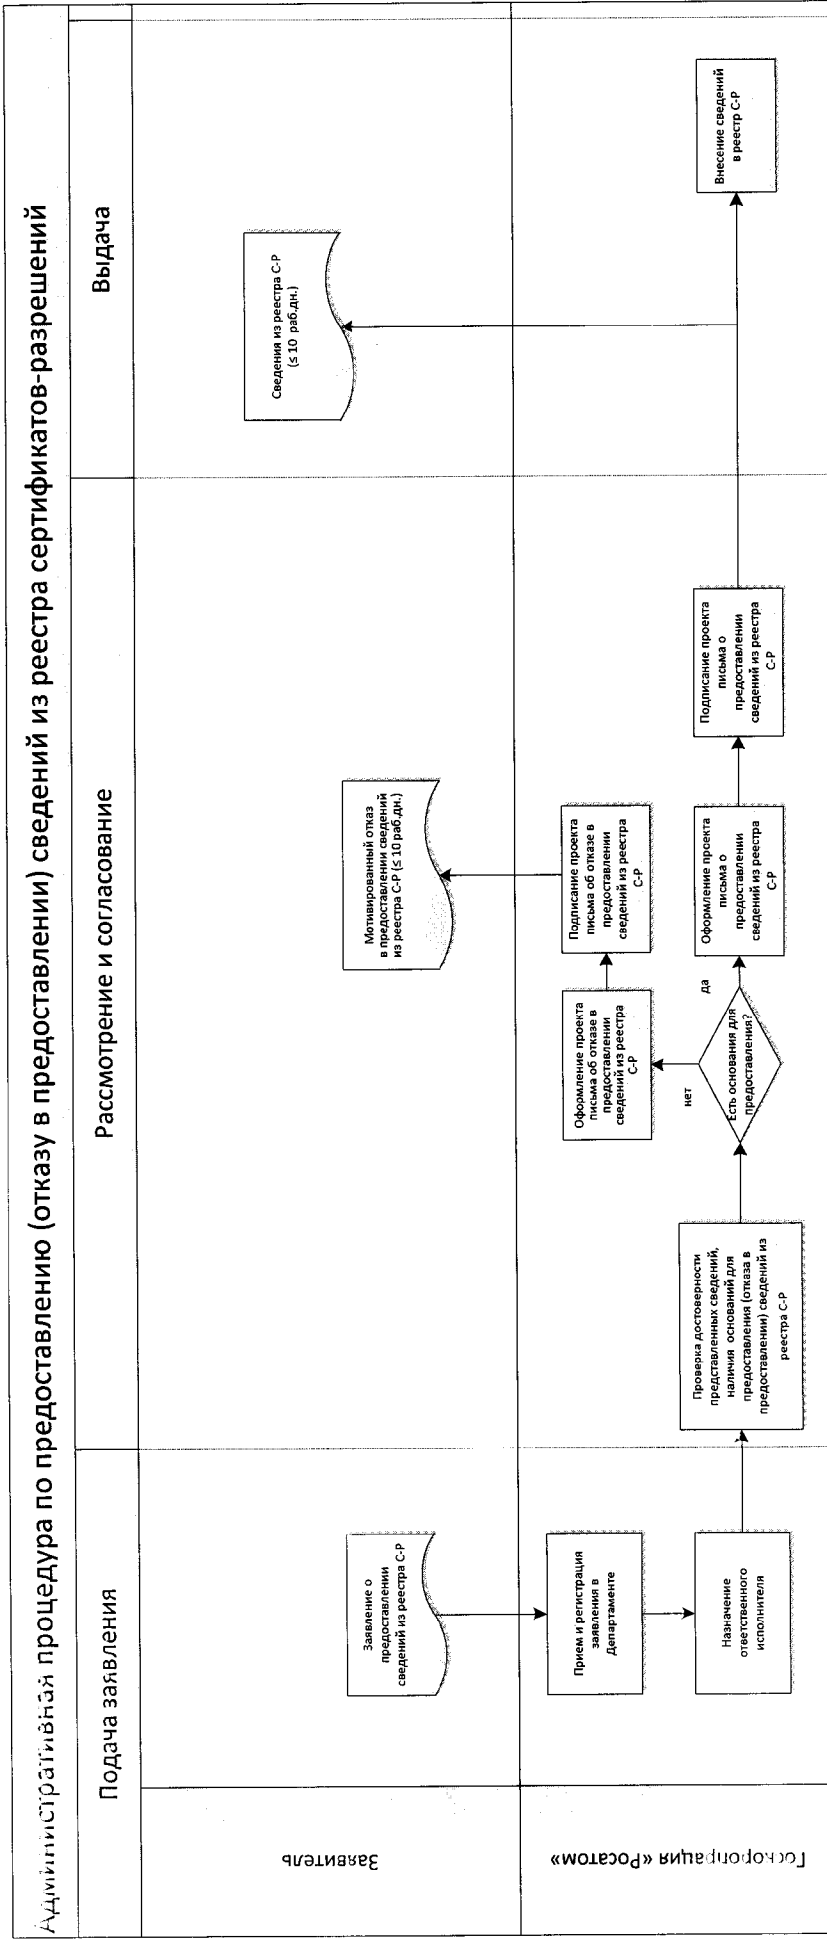 Административная процедура по предоставлению (отказу в предоставлении) сведений из реестра сертификатов-разрешений
Подача заявления
Рассмотрение и согласование
Выдача
Заявитель
Заявление о
предоставлении
сведений из реестра С-Р
Мотивированный отказ
в предоставлении сведений
из реестра С-Р (≤ 10 раб.дн.)
Сведения из реестра С-Р
(≤ 10 раб.дн.)
Госкорпорация «Росатом»
Прием и регистрация
заявления в
Департаменте
Назначение
ответственного
исполнителя
Проверка достоверности
представленных сведений,
наличия оснований для
предоставления (отказа в
предоставлении) сведений из
реестра С-Р
Есть основания для
предоставления?
нет
да
Оформление проекта
письма об отказе в
предоставлении
сведений из реестра
С-Р
Подписание проекта
письма об отказе в
предоставлении
сведений из реестра
С-Р
Оформление проекта
письма о
предоставлении
сведений из реестра
С-Р
Подписание проекта
письма о
предоставлении
сведений из реестра
С-Р
Внесение сведений
в реестр С-Р